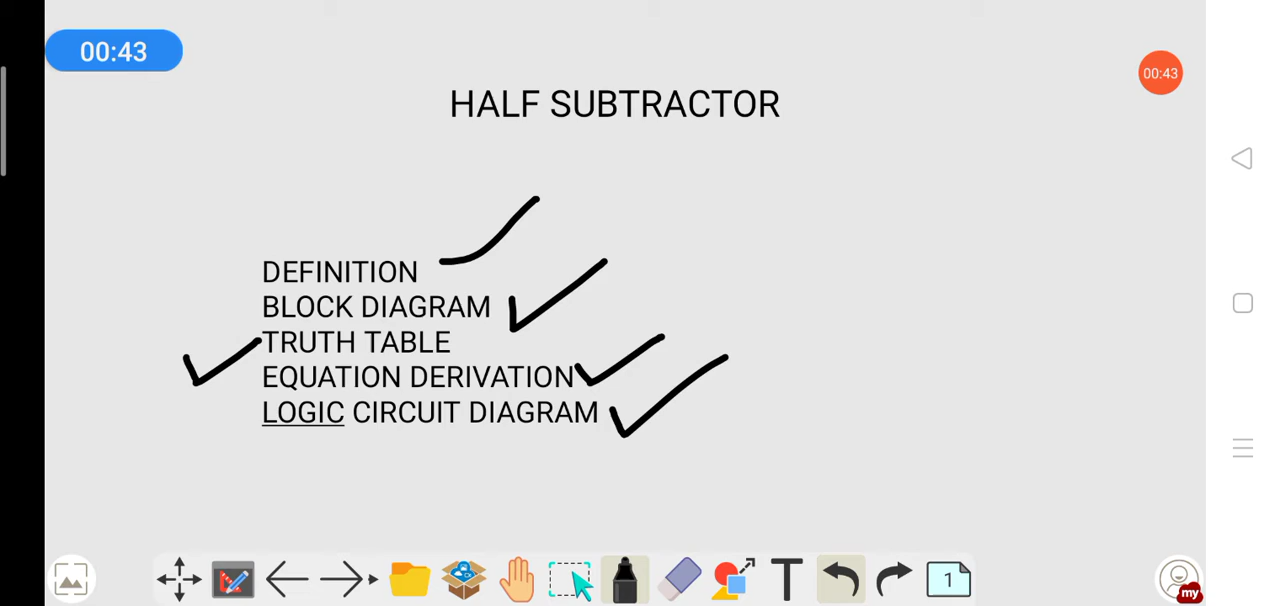 00:43
00:43
HALF SUBTRACTOR
DEFINITION
BLOCK DIAGRAM
TRUTH TABLE
EQUATION DERIVATION
LOGIC CIRCUIT DIAGRAM
T
1
my